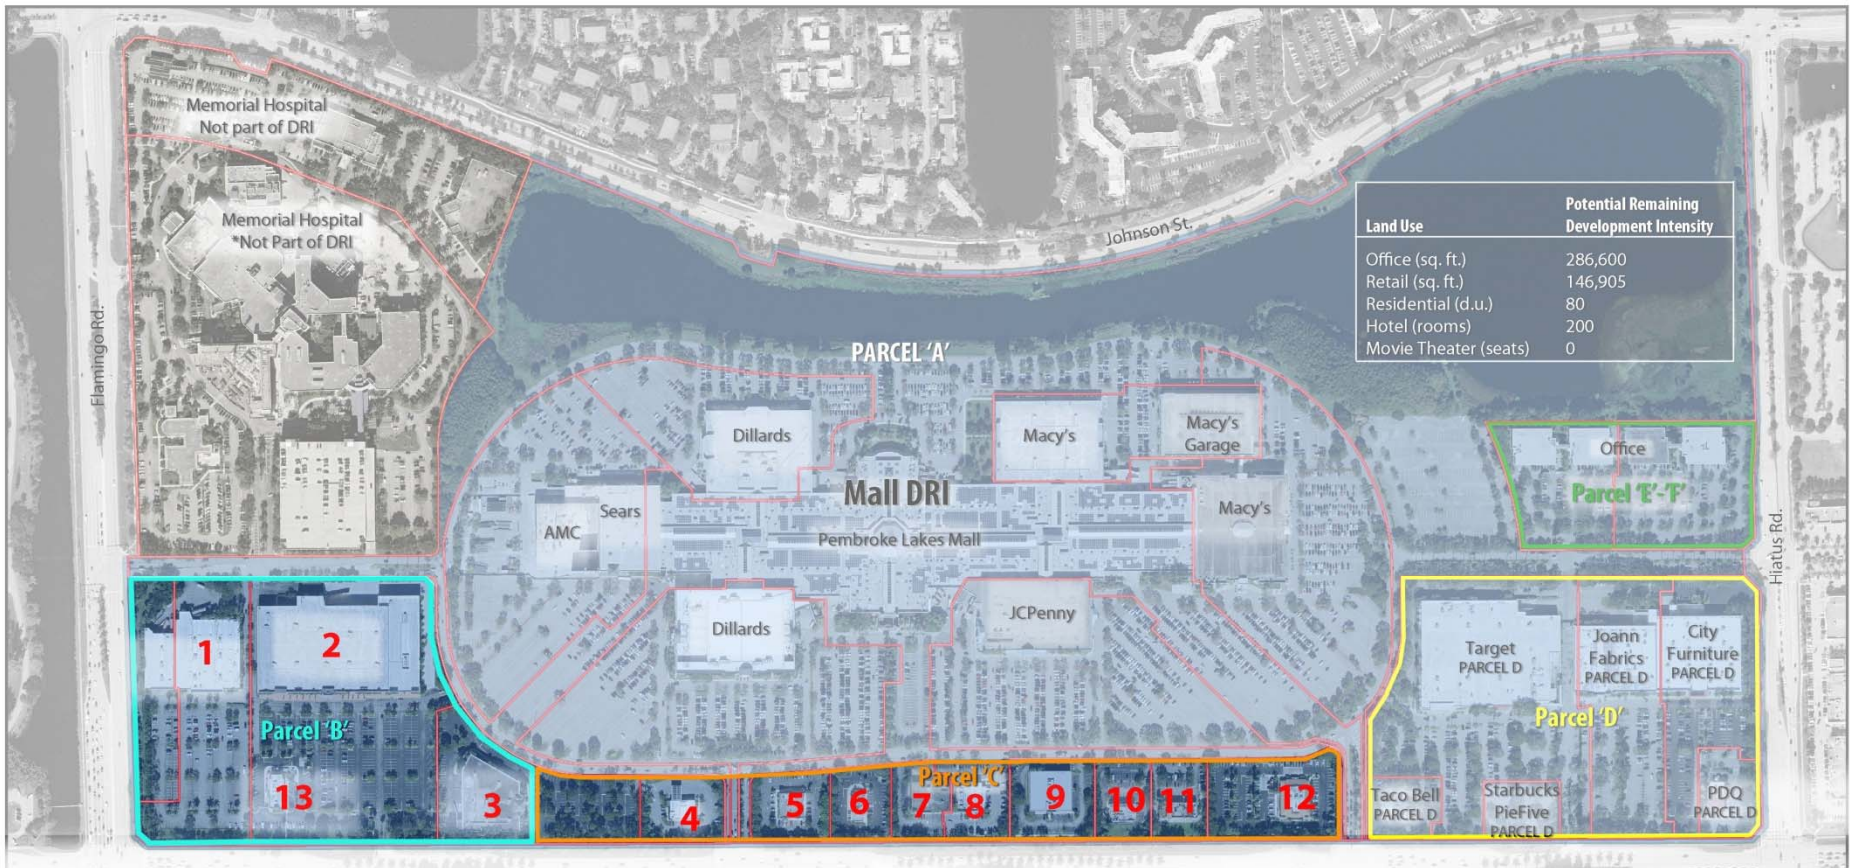 Memorial Hospital
Not part of DRI
Memorial Hospital
*Not Part of DRI
Flamingo Rd.
Johnson St.
Land Use
Potential Remaining
Development Intensity
Office (sq. ft.) 286,600
Retail (sq. ft.) 146,905
Residential (d.u.) 80
Hotel (rooms) 200
Movie Theater (seats) 0
PARCEL ‘A’
Dillards
Macy's
Macy's
Garage
Office
Parcel ‘E’-‘F’
Mall DRI
Sears
AMC
Macy's
Pembroke Lakes Mall
Hiatus Rd.
JCPenny
Dillards
1
2
Parcel ‘B’
13
3
Target
PARCEL D
Joann
Fabrics
PARCEL D
City
Furniture
PARCEL D
Parcel ‘D’
Parcel ‘C’
4
5
6
7
8
9
10
11
12
Taco Bell
PARCEL D
Starbucks
PieFive
PARCEL D
PDQ
PARCEL D